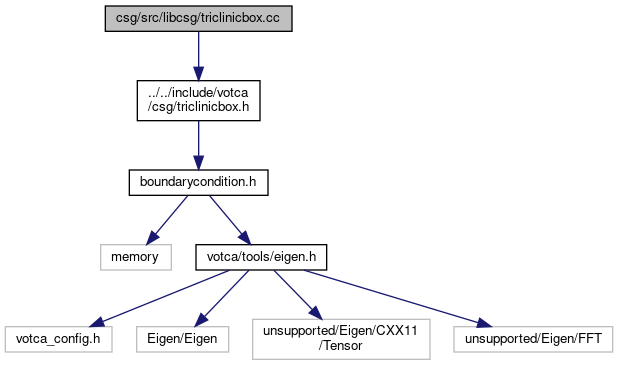 csg/src/libcsg/triclinicbox.cc
../../include/votca
/csg/triclinicbox.h
boundarycondition.h
memory
votca/tools/eigen.h
votca_config.h
Eigen/Eigen
unsupported/Eigen/CXX11
/Tensor
unsupported/Eigen/FFT